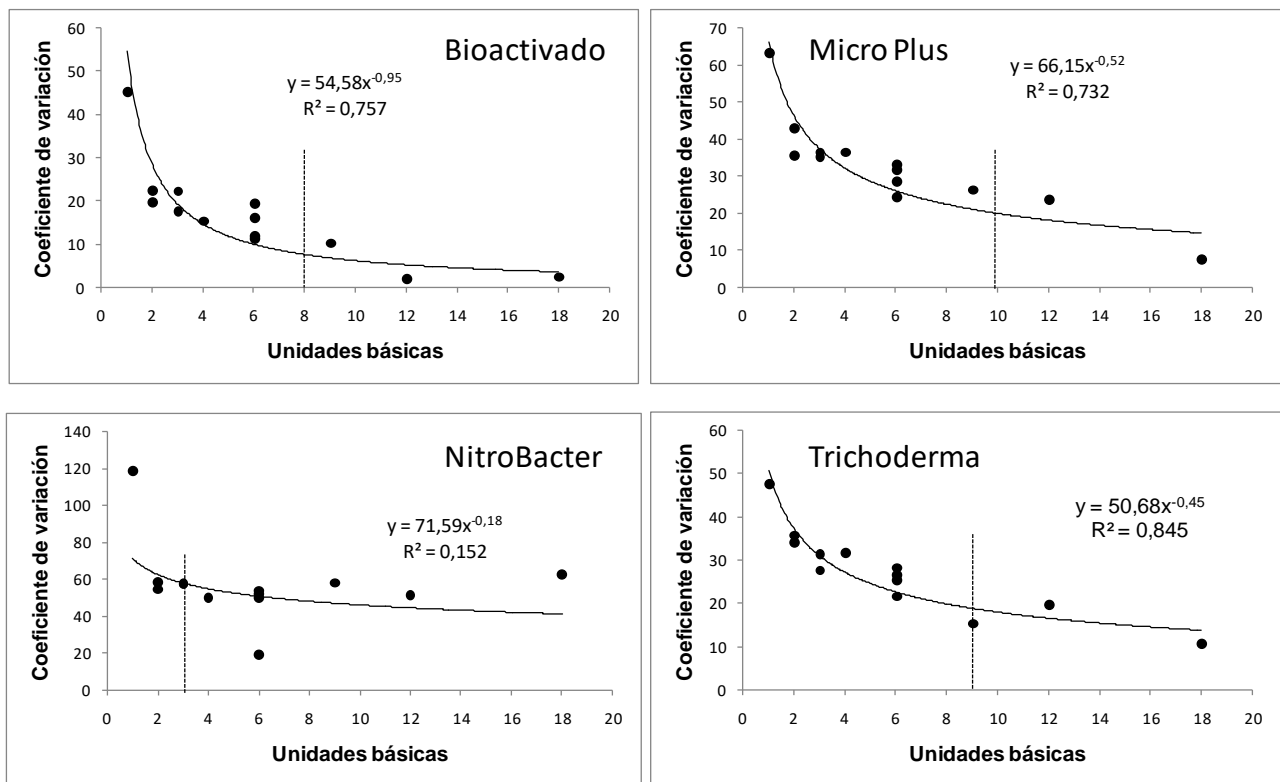 Bioactivado
y = 54,58x^-0,95
R² = 0,757
Coeficiente de variación
60
50
40
30
20
10
0
0 2 4 6 8 10 12 14 16 18 20
Unidades básicas
Micro Plus
y = 66,15x^-0,52
R² = 0,732
Coeficiente de variación
70
60
50
40
30
20
10
0
0 2 4 6 8 10 12 14 16 18 20
Unidades básicas
NitroBacter
y = 71,59x^-0,18
R² = 0,152
Coeficiente de variación
140
120
100
80
60
40
20
0
0 2 4 6 8 10 12 14 16 18 20
Unidades básicas
Trichoderma
y = 50,68x^-0,45
R² = 0,845
Coeficiente de variación
60
50
40
30
20
10
0
0 2 4 6 8 10 12 14 16 18 20
Unidades básicas